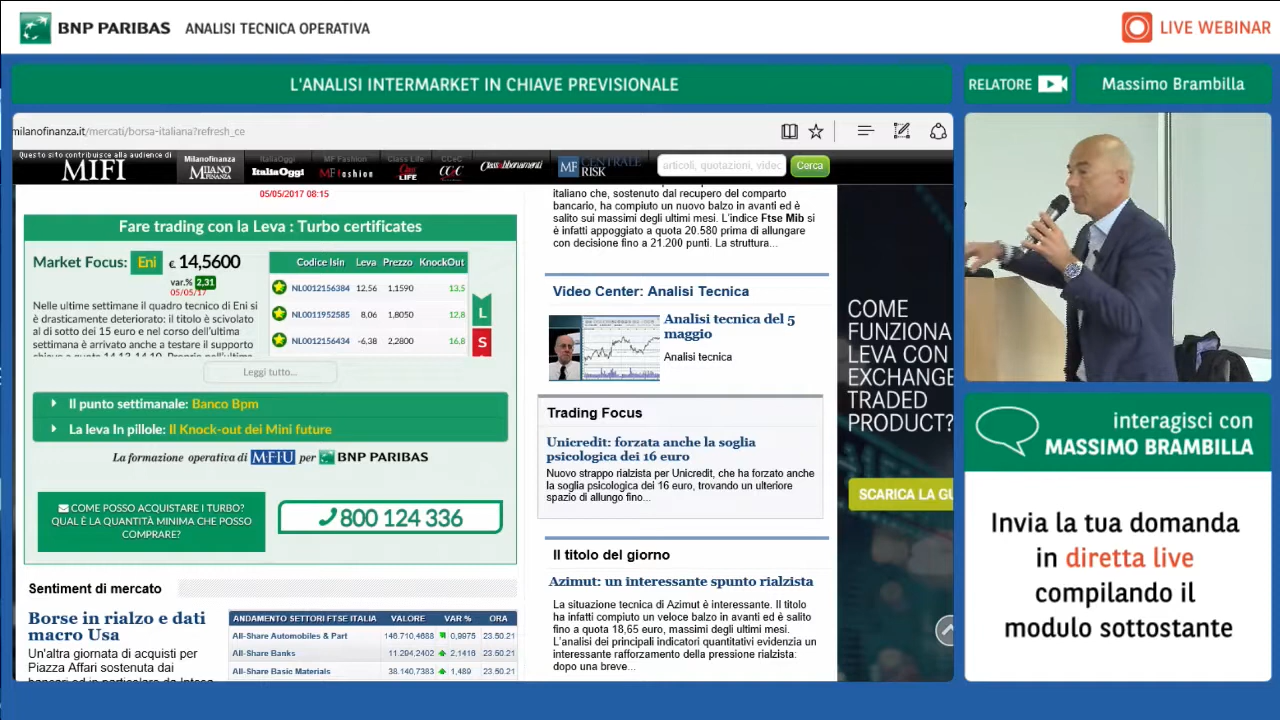 BNP PARIBAS ANALISI TECNICA OPERATIVA
LIVE WEBINAR
L'ANALISI INTERMARKET IN CHIAVE PREVISIONALE
RELATORE
Massimo Brambilla
milanofinanza.it/mercati/borsa-italiana?refresh_ce
Questo sito contribuisce alla audience di
MIFI
Milanofinanza
MILANO
FINANZA
ItaliaOggi
ItaliaOggi
MF Fashion
MFfashion
Class Life
LIFE
CCeC
ClassAbbonamenti
MF CENTRALE RISK
articoli, quotazioni, video
Cerca
05/05/2017 08:15
Fare trading con la Leva : Turbo certificates
Market Focus: Eni € 14,5600
var.% 2,31
05/05/17
Nelle ultime settimane il quadro tecnico di Eni si
è drasticamente deteriorato: il titolo è scivolato
al di sotto dei 15 euro e nel corso dell'ultima
settimana è arrivato anche a testare il supporto
Codice Isin Leva Prezzo KnockOut
NL0012156384 12,56 1,1590 13,5
NL0011952585 8,06 1,8050 12,8
NL0012156434 -6,38 2,2800 16,8
L
S
Leggi tutto...
Il punto settimanale: Banco Bpm
La leva In pillole: Il Knock-out dei Mini future
La formazione operativa di MFIU per BNP PARIBAS
COME POSSO ACQUISTARE I TURBO?
QUAL È LA QUANTITÀ MINIMA CHE POSSO
COMPRARE?
800 124 336
Sentiment di mercato
Borse in rialzo e dati
macro Usa
Un'altra giornata di acquisti per
Piazza Affari sostenuta dai
ANDAMENTO SETTORI FTSE ITALIA VALORE VAR % ORA
All-Share Automobiles & Part 146.710,4688 0,9975 23.50.21
All-Share Banks 11.294,2402 2,1416 23.50.21
All-Share Basic Materials 38.140,7383 1,489 23.50.21
italiano che, sostenuto dal recupero del comparto
bancario, ha compiuto un nuovo balzo in avanti ed è
salito sui massimi degli ultimi mesi. L'indice Ftse Mib si
è infatti appoggiato a quota 20.580 prima di allungare
con decisione fino a 21.200 punti. La struttura...
Video Center: Analisi Tecnica
Analisi tecnica del 5
maggio
Analisi tecnica
Trading Focus
Unicredit: forzata anche la soglia
psicologica dei 16 euro
Nuovo strappo rialzista per Unicredit, che ha forzato anche
la soglia psicologica dei 16 euro, trovando un ulteriore
spazio di allungo fino...
Il titolo del giorno
Azimut: un interessante spunto rialzista
La situazione tecnica di Azimut è interessante. Il titolo
ha infatti compiuto un veloce balzo in avanti ed è salito
fino a quota 18,65 euro, massimi degli ultimi mesi.
L'analisi dei principali indicatori quantitativi evidenzia un
interessante rafforzamento della pressione rialzista:
dopo una breve...
COME
FUNZIONA
LEVA CON
EXCHANGE
TRADED
PRODUCT?
SCARICA LA GU
interagisci con
MASSIMO BRAMBILLA
Invia la tua domanda
in diretta live
compilando il
modulo sottostante